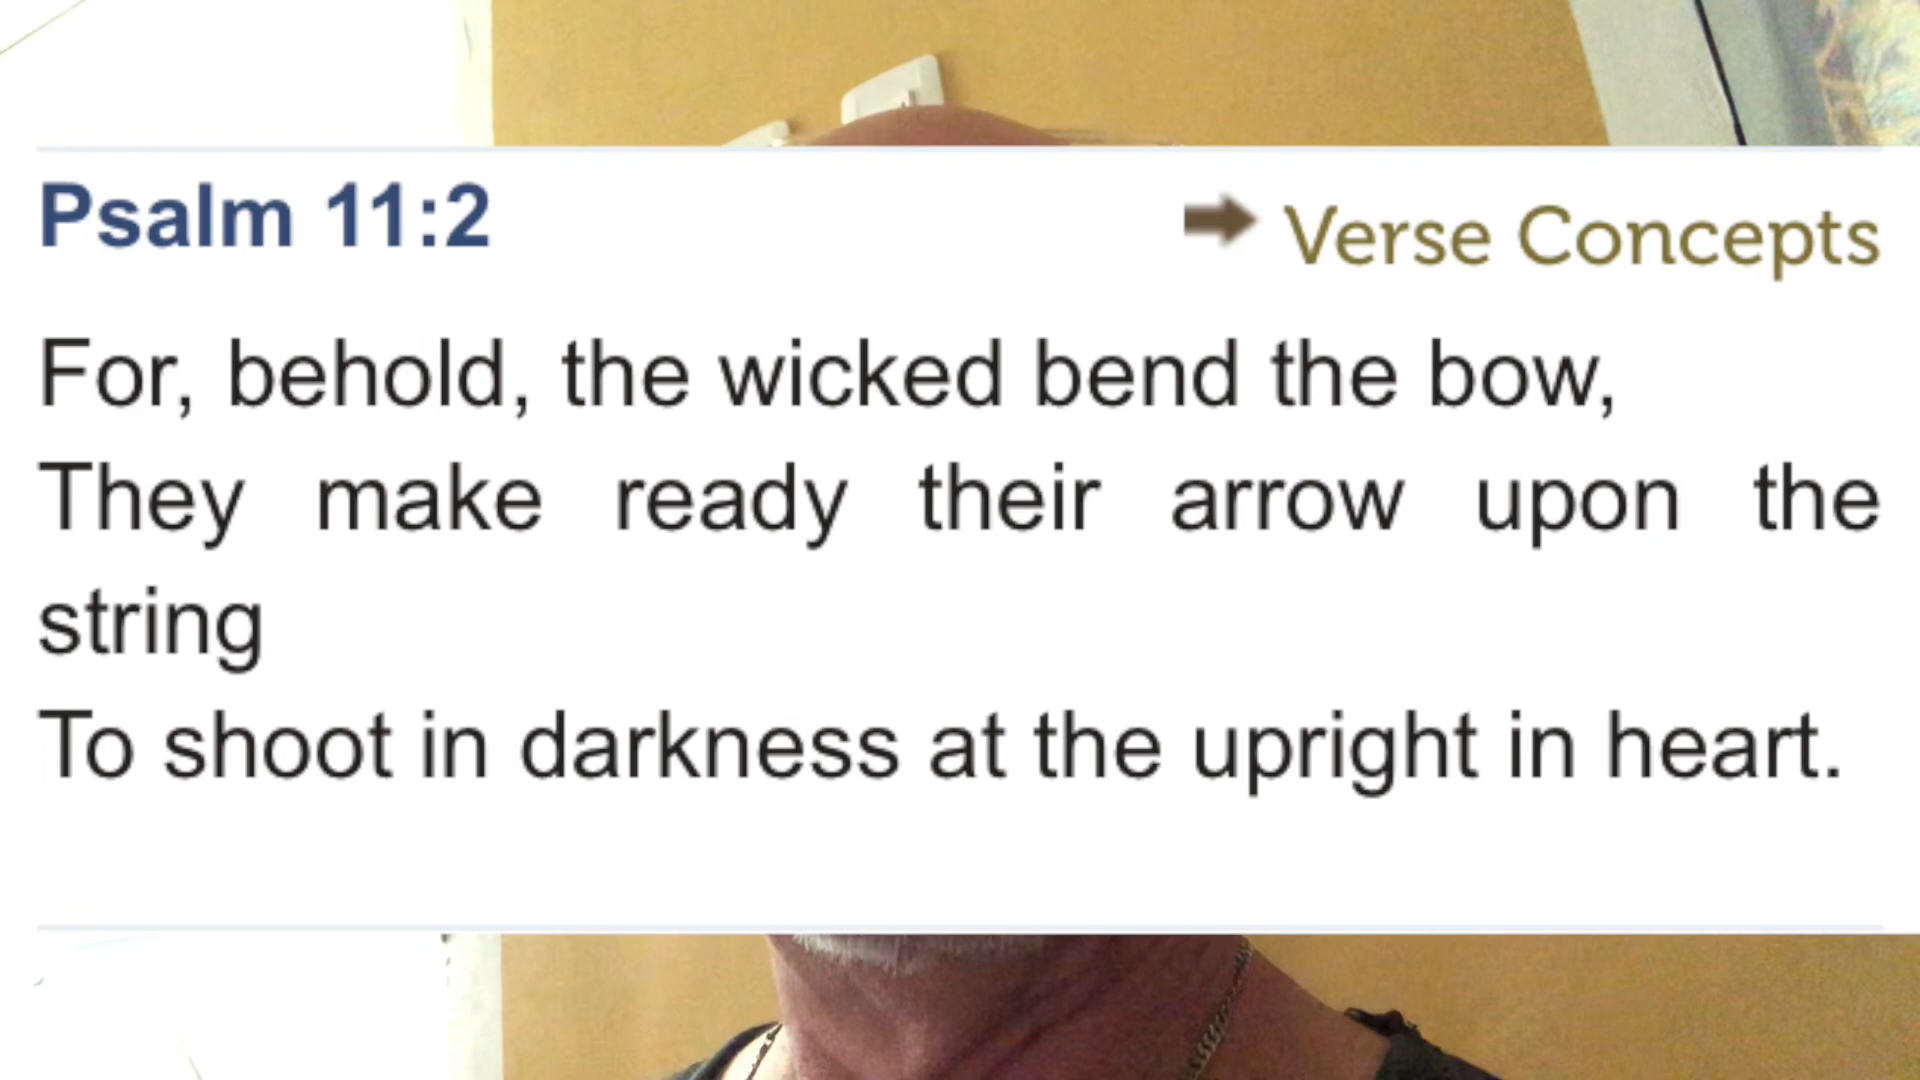 Psalm 11:2
Verse Concepts
For, behold, the wicked bend the bow,
They make ready their arrow upon the
string
To shoot in darkness at the upright in heart.